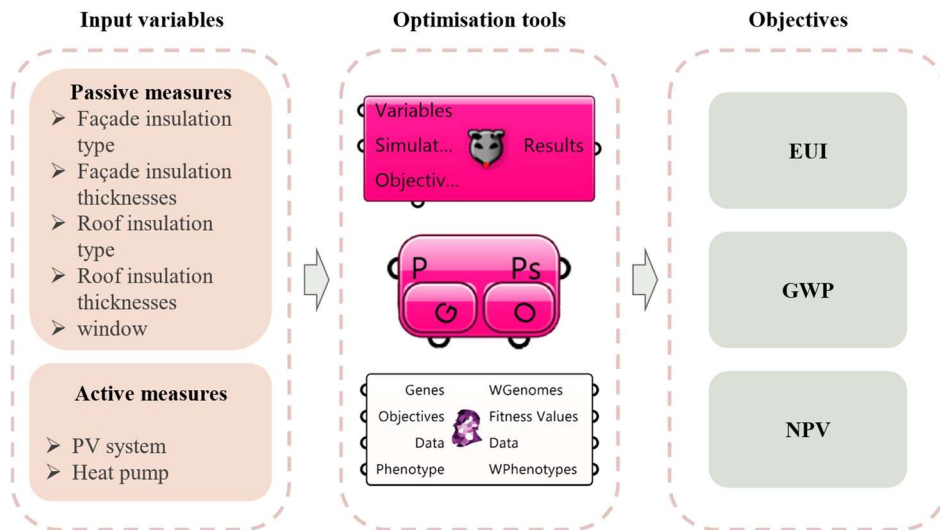 Input variables
Passive measures
➢ Façade insulation
type
➢ Façade insulation
thicknesses
➢ Roof insulation
type
➢ Roof insulation
thicknesses
➢ window
Active measures
➢ PV system
➢ Heat pump
Optimisation tools
Variables
Simulat...
Objectiv...
Results
P
Ps
G
O
Genes
Objectives
Data
Phenotype
WGenomes
Fitness Values
Data
WPhenotypes
Objectives
EUI
GWP
NPV